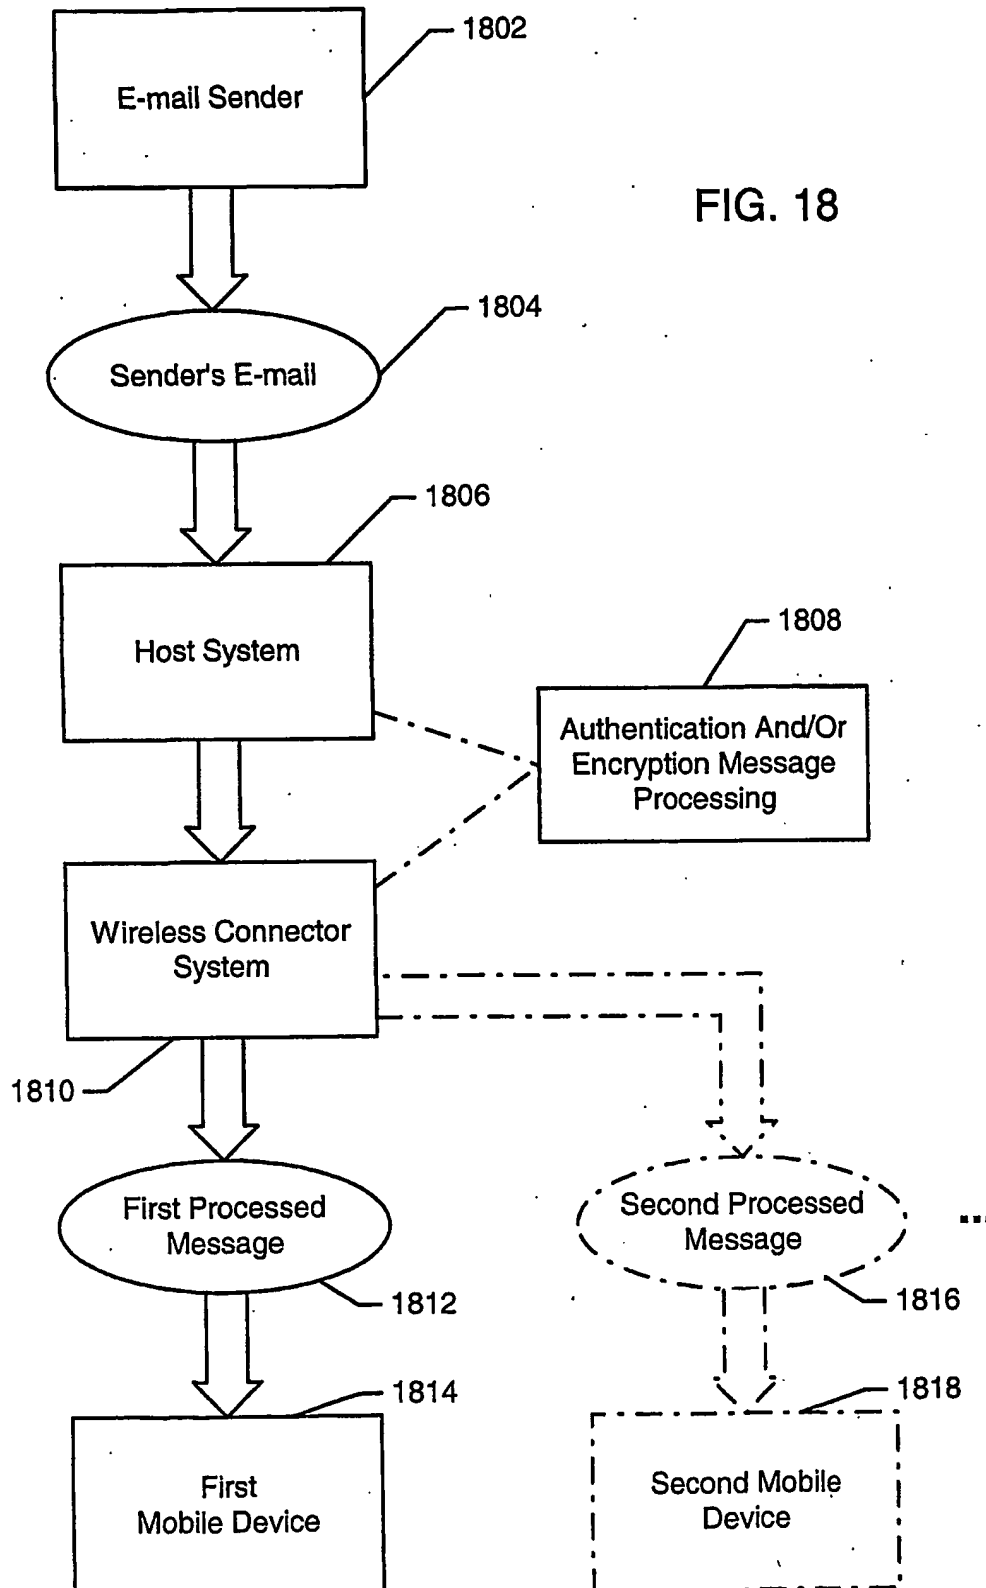 1802
E-mail Sender
FIG. 18
1804
Sender's E-mail
1806
Host System
1808
Authentication And/Or
Encryption Message
Processing
Wireless Connector
System
1810
First Processed
Message
1812
Second Processed
Message
1816
1814
First
Mobile Device
1818
Second Mobile
Device